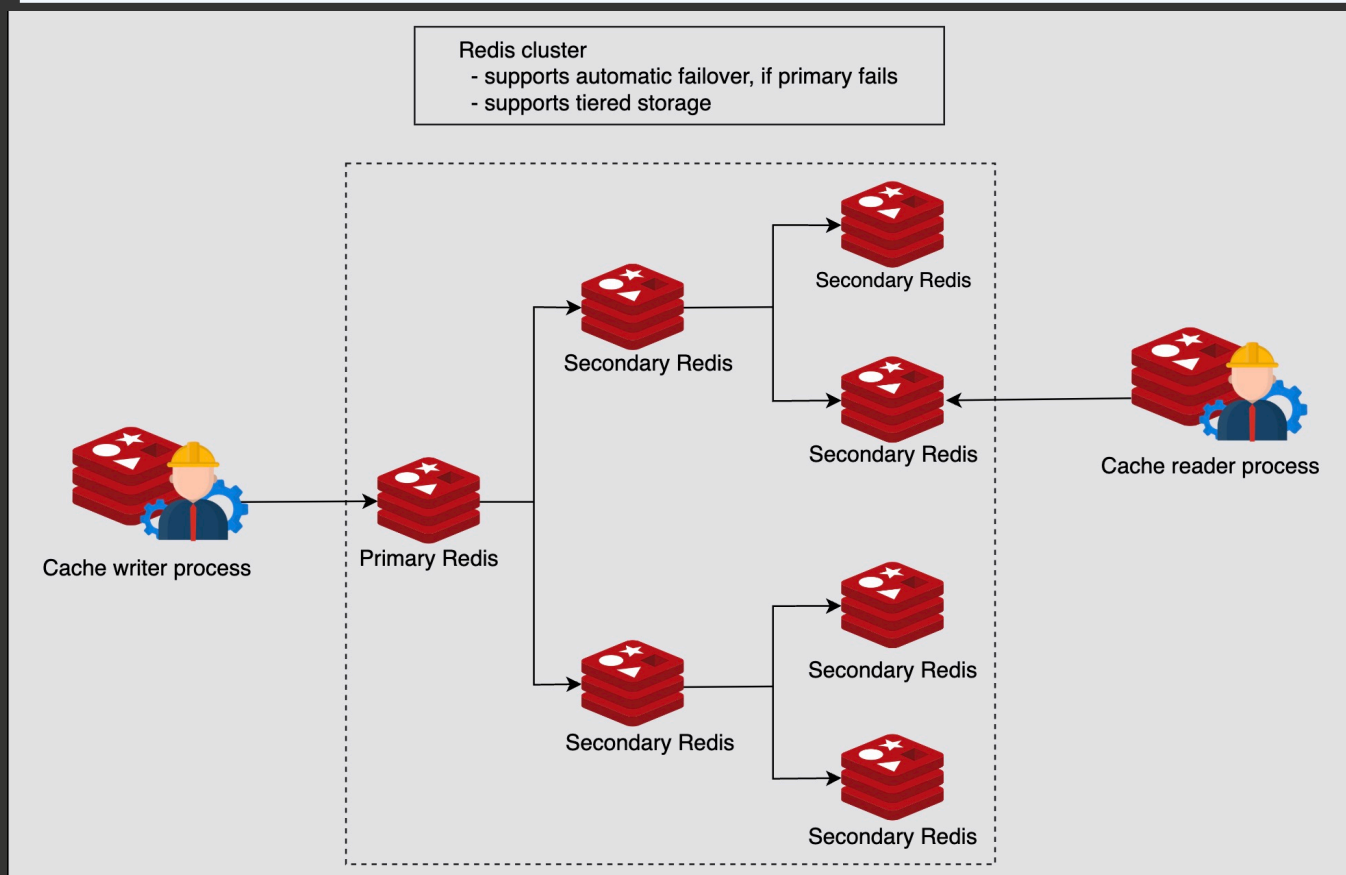 Redis cluster
- supports automatic failover, if primary fails
- supports tiered storage
Secondary Redis
Secondary Redis
Secondary Redis
Cache reader process
Primary Redis
Cache writer process
Secondary Redis
Secondary Redis
Secondary Redis